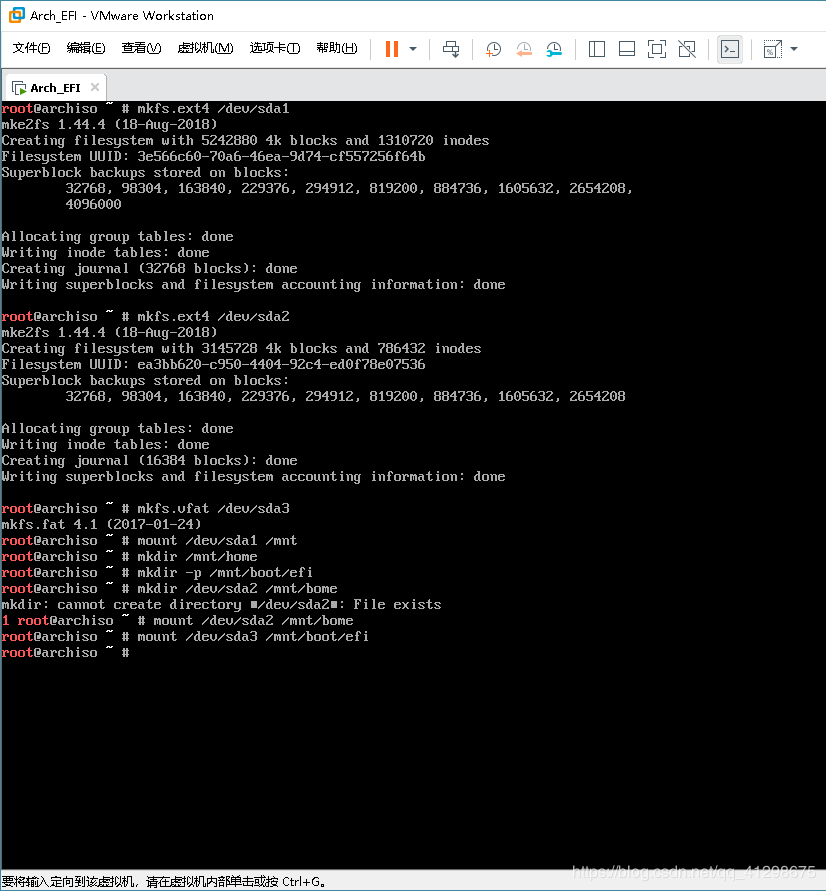 Arch_EFI - VMware Workstation
文件(F) 编辑(E) 查看(V) 虚拟机(M) 选项卡(T) 帮助(H)
Arch_EFI
root@archiso ~ # mkfs.ext4 /dev/sda1
mke2fs 1.44.4 (18-Aug-2018)
Creating filesystem with 5242880 4k blocks and 1310720 inodes
Filesystem UUID: 3e566c60-70a6-46ea-9d74-cf557256f64b
Superblock backups stored on blocks:
32768, 98304, 163840, 229376, 294912, 819200, 884736, 1605632, 2654208,
4096000
Allocating group tables: done
Writing inode tables: done
Creating journal (32768 blocks): done
Writing superblocks and filesystem accounting information: done
root@archiso ~ # mkfs.ext4 /dev/sda2
mke2fs 1.44.4 (18-Aug-2018)
Creating filesystem with 3145728 4k blocks and 786432 inodes
Filesystem UUID: ea3bb620-c950-4404-92c4-ed0f78e07536
Superblock backups stored on blocks:
32768, 98304, 163840, 229376, 294912, 819200, 884736, 1605632, 2654208
Allocating group tables: done
Writing inode tables: done
Creating journal (16384 blocks): done
Writing superblocks and filesystem accounting information: done
root@archiso ~ # mkfs.vfat /dev/sda3
mkfs.fat 4.1 (2017-01-24)
root@archiso ~ # mount /dev/sda1 /mnt
root@archiso ~ # mkdir /mnt/home
root@archiso ~ # mkdir -p /mnt/boot/efi
root@archiso ~ # mkdir /dev/sda2 /mnt/bome
mkdir: cannot create directory ■/dev/sda2■: File exists
1 root@archiso ~ # mount /dev/sda2 /mnt/bome
root@archiso ~ # mount /dev/sda3 /mnt/boot/efi
root@archiso ~ #
https://blog.csdn.net/qq_41298675
要将输入定向到该虚拟机，请在虚拟机内部单击或按 Ctrl+G。